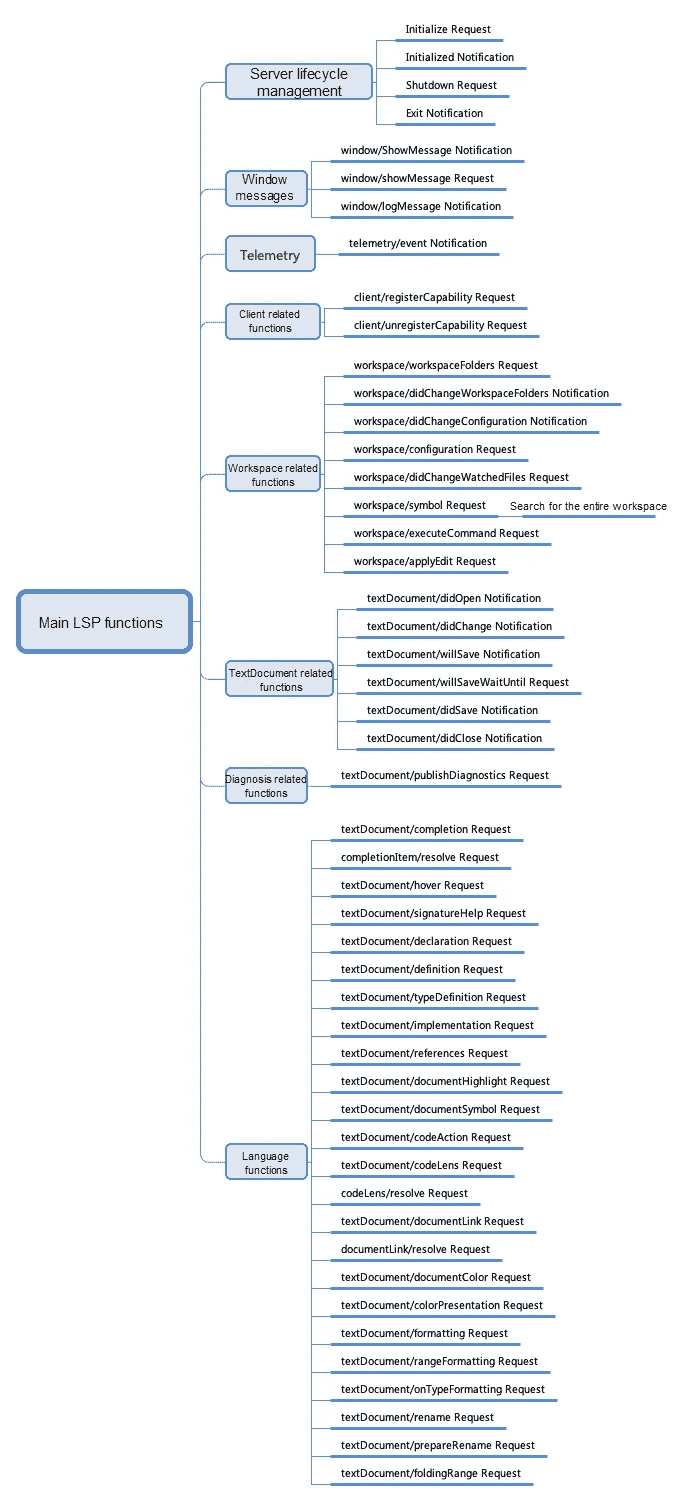 Main LSP functions
Server lifecycle
management
Initialize Request
Initialized Notification
Shutdown Request
Exit Notification
Window
messages
window/ShowMessage Notification
window/showMessage Request
window/logMessage Notification
Telemetry
telemetry/event Notification
Client related
functions
client/registerCapability Request
client/unregisterCapability Request
Workspace related
functions
workspace/workspaceFolders Request
workspace/didChangeWorkspaceFolders Notification
workspace/didChangeConfiguration Notification
workspace/configuration Request
workspace/didChangeWatchedFiles Request
workspace/symbol Request
Search for the entire workspace
workspace/executeCommand Request
workspace/applyEdit Request
TextDocument related
functions
textDocument/didOpen Notification
textDocument/didChange Notification
textDocument/willSave Notification
textDocument/willSaveWaitUntil Request
textDocument/didSave Notification
textDocument/didClose Notification
Diagnosis related
functions
textDocument/publishDiagnostics Request
Language
functions
textDocument/completion Request
completionItem/resolve Request
textDocument/hover Request
textDocument/signatureHelp Request
textDocument/declaration Request
textDocument/definition Request
textDocument/typeDefinition Request
textDocument/implementation Request
textDocument/references Request
textDocument/documentHighlight Request
textDocument/documentSymbol Request
textDocument/codeAction Request
textDocument/codeLens Request
codeLens/resolve Request
textDocument/documentLink Request
documentLink/resolve Request
textDocument/documentColor Request
textDocument/colorPresentation Request
textDocument/formatting Request
textDocument/rangeFormatting Request
textDocument/onTypeFormatting Request
textDocument/rename Request
textDocument/prepareRename Request
textDocument/foldingRange Request